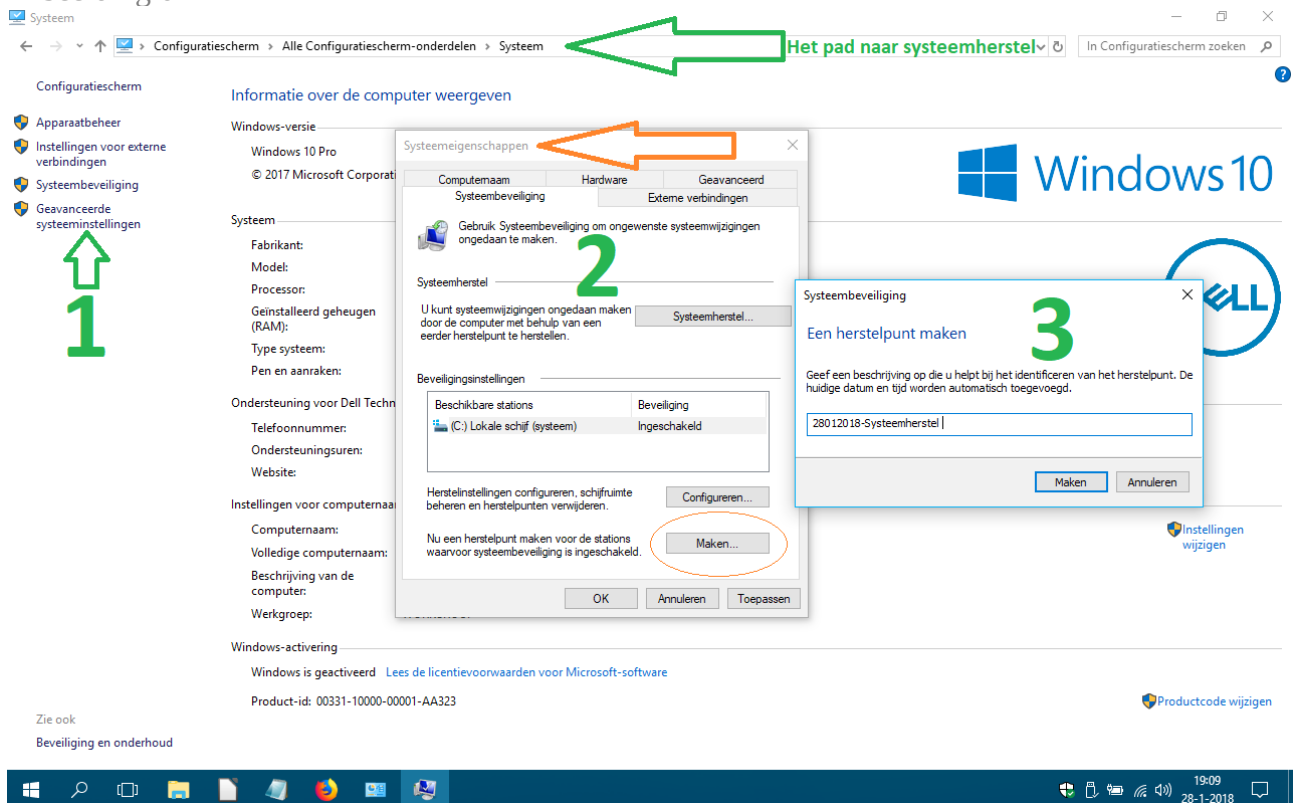 Systeem
Configuratiescherm > Alle Configuratiescherm-onderdelen > Systeem
Het pad naar systeemherstel
In Configuratiescherm zoeken
Configuratiescherm
Apparaatbeheer
Instellingen voor externe
verbindingen
Systeembeveiliging
Geavanceerde
systeeminstellingen
1
Zie ook
Beveiliging en onderhoud
Informatie over de computer weergeven
Windows-versie
Windows 10 Pro
© 2017 Microsoft Corporati
Windows 10
Systeem
Fabrikant:
Model:
Processor:
Geïnstalleerd geheugen
(RAM):
Type systeem:
Pen en aanraken:
Ondersteuning voor Dell Techn
Telefoonnummer:
Ondersteuningsuren:
Website:
Instellingen voor computernaa
Computernaam:
Volledige computernaam:
Beschrijving van de
computer:
Werkgroep:
Instellingen
wijzigen
Windows-activering
Windows is geactiveerd Lees de licentievoorwaarden voor Microsoft-software
Product-id: 00331-10000-00001-AA323
Productcode wijzigen
Systeemeigenschappen
Computernaam
Hardware
Geavanceerd
Systeembeveiliging
Externe verbindingen
Gebruik Systeembeveiliging om ongewenste systeemwijzigingen
ongedaan te maken.
2
Systeemherstel
U kunt systeemwijzigingen ongedaan maken
door de computer met behulp van een
eerder herstelpunt te herstellen.
Systeemherstel...
Beveiligingsinstellingen
Beschikbare stations
Beveiliging
(C:) Lokale schijf (systeem)
Ingeschakeld
Herstelinstellingen configureren, schijfruimte
beheren en herstelpunten verwijderen.
Configureren...
Nu een herstelpunt maken voor de stations
waarvoor systeembeveiliging is ingeschakeld.
Maken...
OK
Annuleren
Toepassen
Systeembeveiliging
3
Een herstelpunt maken
Geef een beschrijving op die u helpt bij het identificeren van het herstelpunt. De
huidige datum en tijd worden automatisch toegevoegd.
28012018-Systeemherstel
Maken
Annuleren
ELL
19:09
28-1-2018